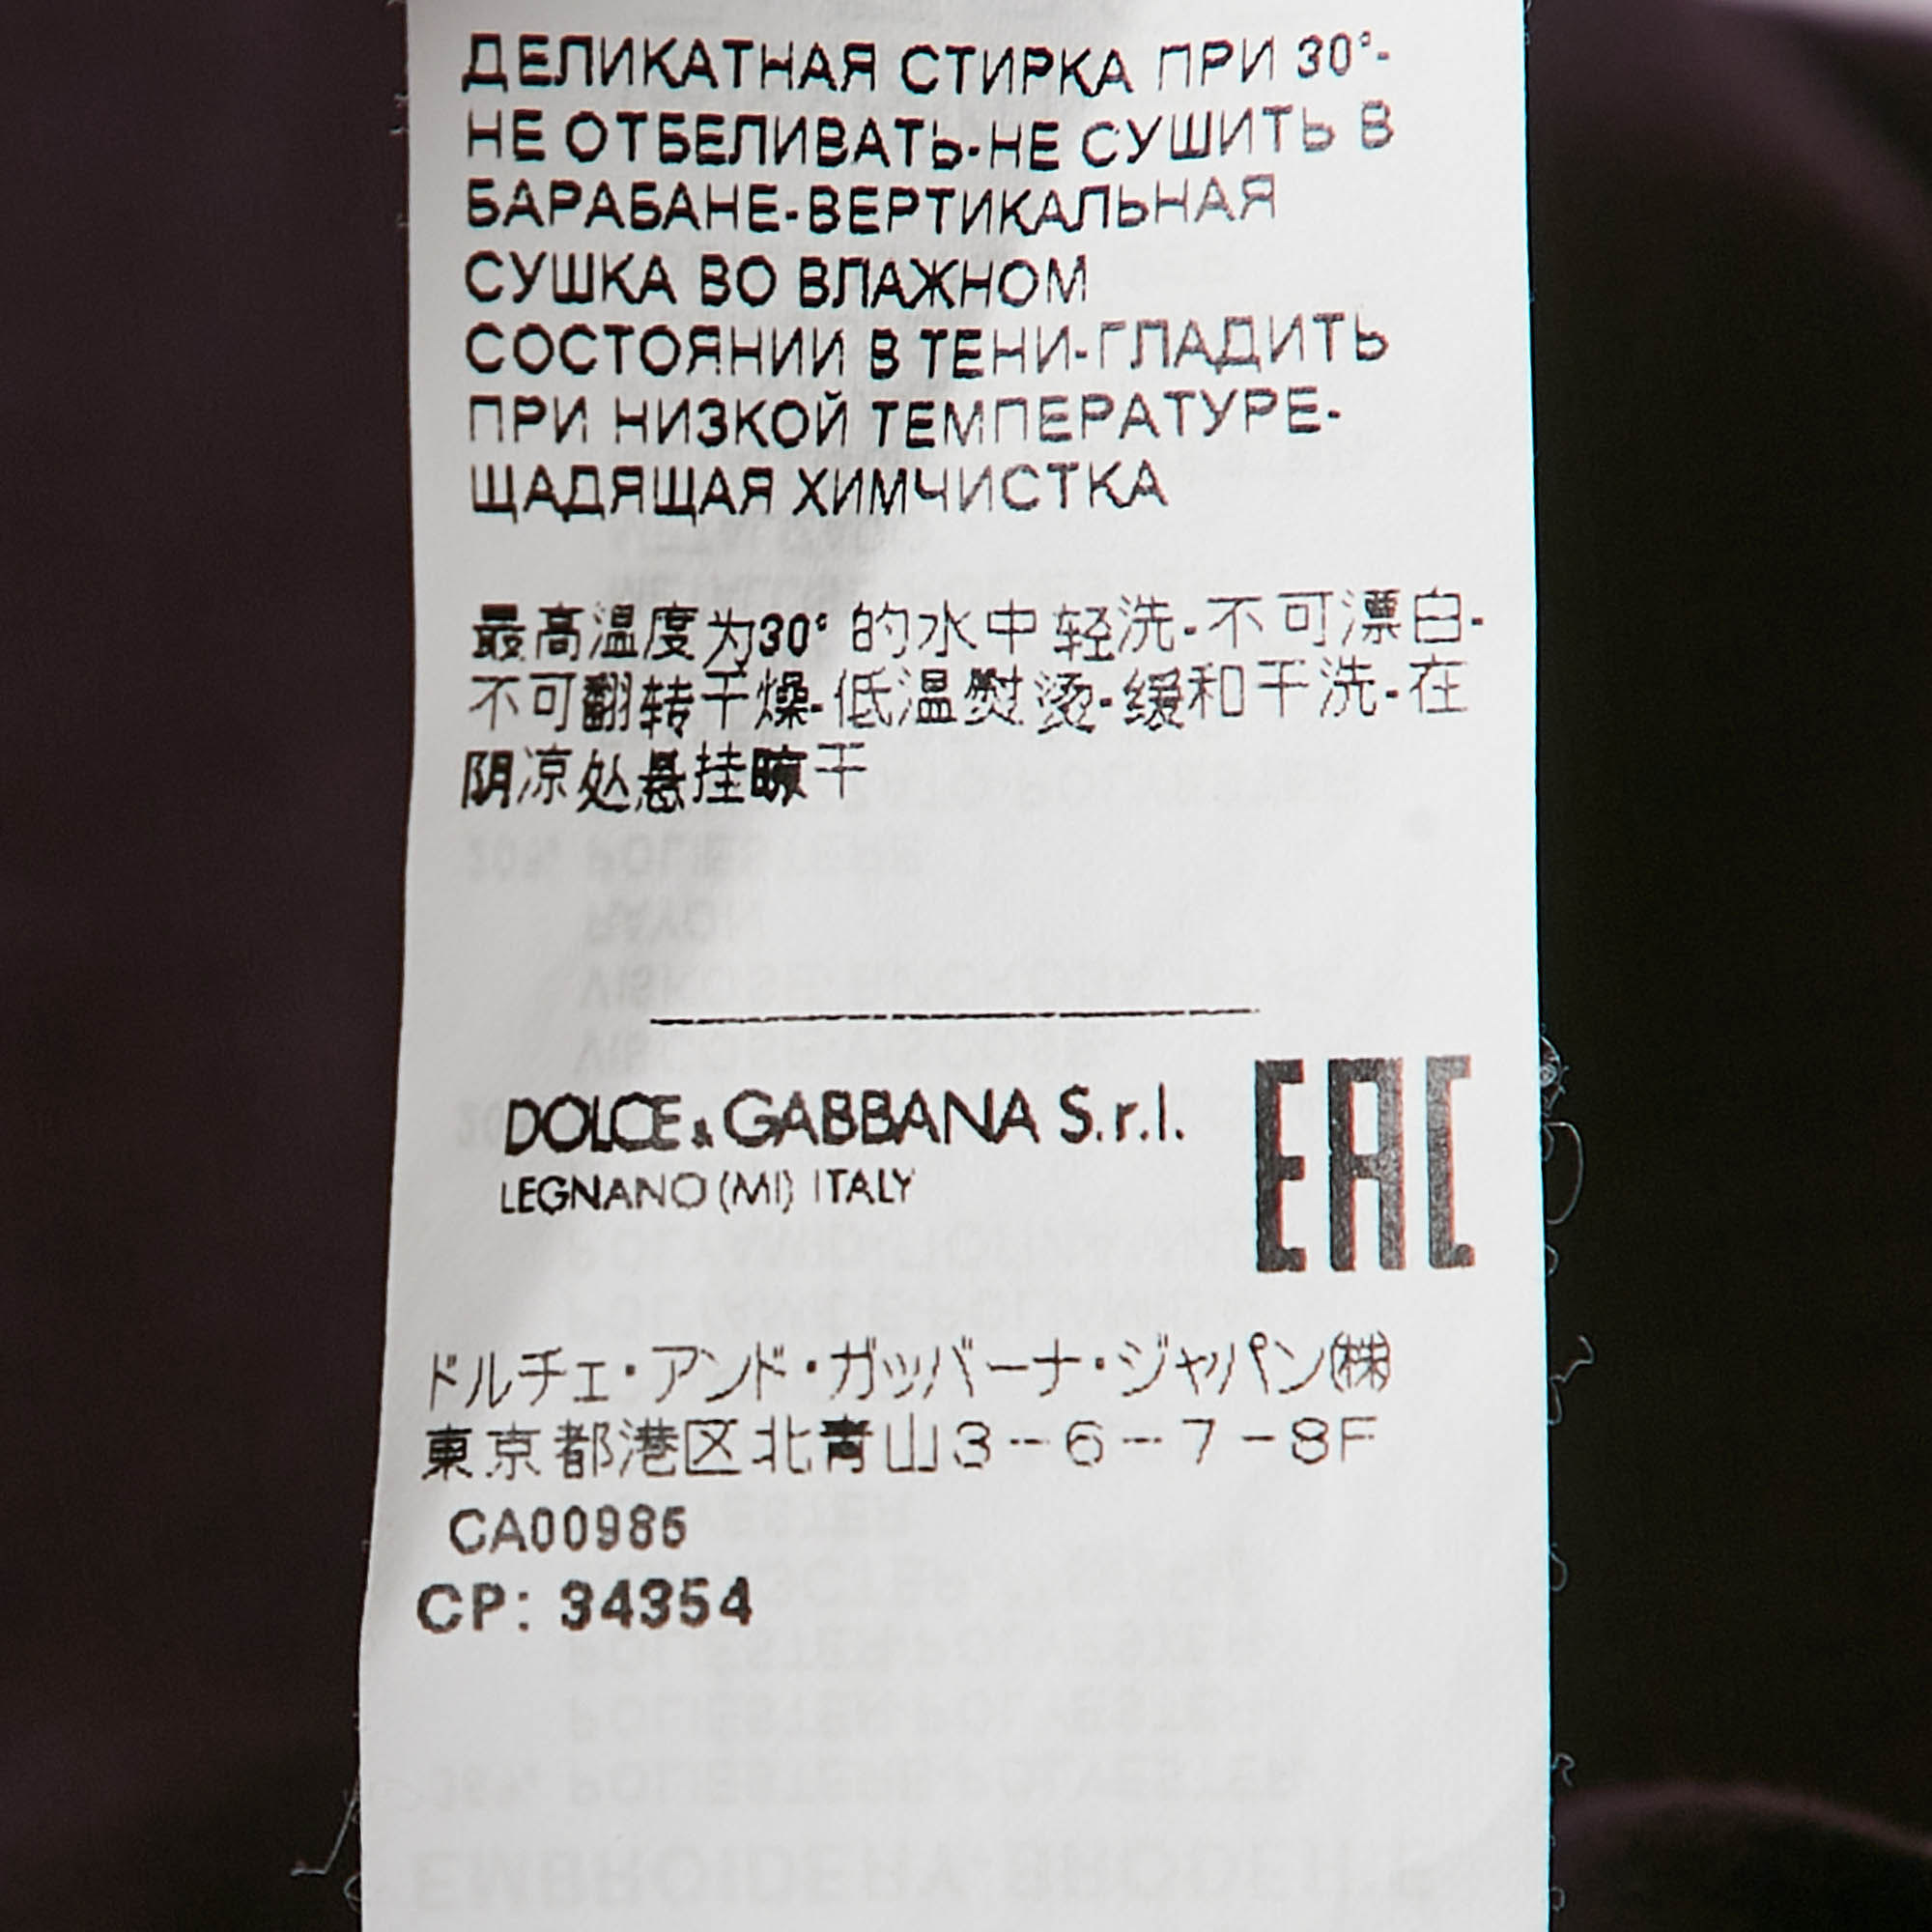 ДЕЛИКАТНАЯ СТИРКА ПРИ 30°-
НЕ ОТБЕЛИВАТЬ-НЕ СУШИТЬ В
БАРАБАНЕ-ВЕРТИКАЛЬНАЯ
СУШКА ВО ВЛАЖНОМ
СОСТОЯНИИ В ТЕНИ-ГЛАДИТЬ
ПРИ НИЗКОЙ ТЕМПЕРАТУРЕ-
ЩАДЯЩАЯ ХИМЧИСТКА
最高温度为30° 的水中轻洗-不可漂白-
不可翻转干燥-低温熨烫-缓和干洗-在
阴凉处悬挂晾干
DOLCE & GABBANA S.r.l.
LEGNANO (MI) ITALY
EAC
ドルチェ・アンド・ガッバーナ・ジャパン(株)
東京都港区北青山3-6-7-8F
CA00985
CP: 34354